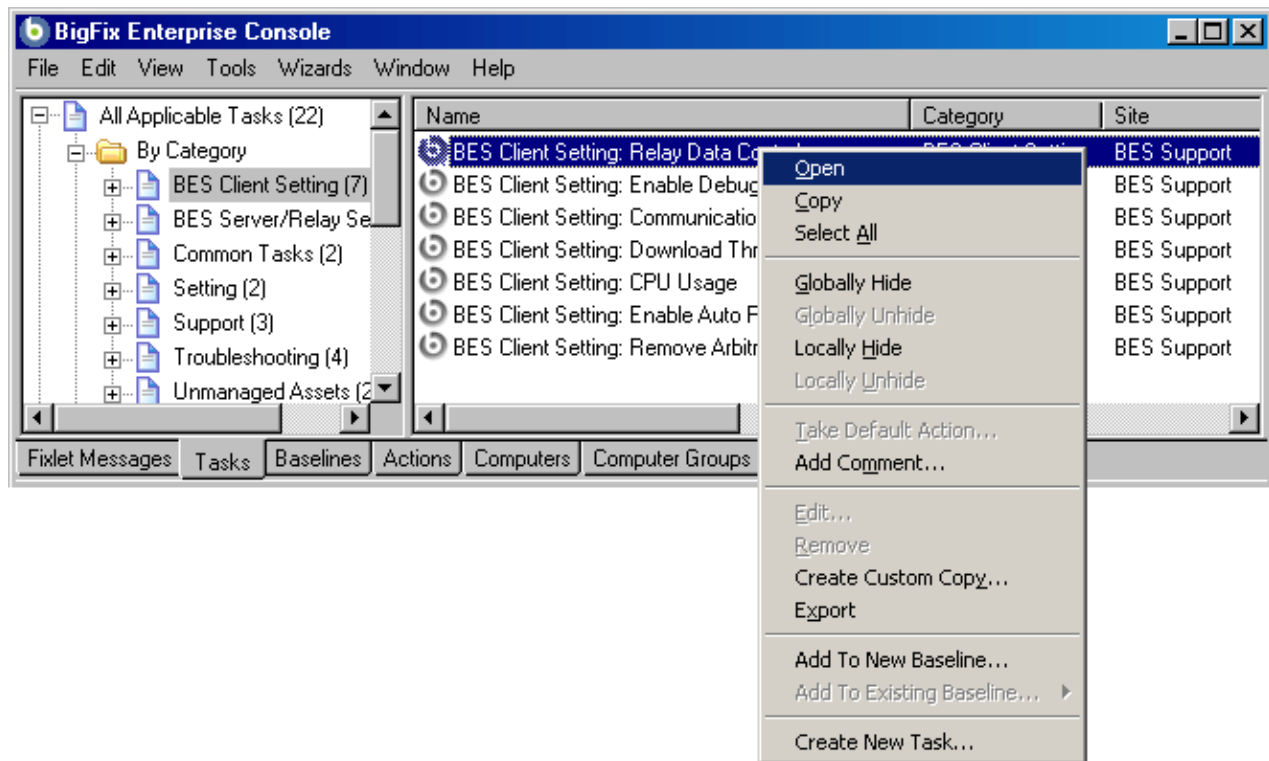 BigFix Enterprise Console
File Edit View Tools Wizards Window Help
All Applicable Tasks (22)
By Category
BES Client Setting (7)
BES Server/Relay Se
Common Tasks (2)
Setting (2)
Support (3)
Troubleshooting (4)
Unmanaged Assets (2
Name Category Site
BES Client Setting: Relay Data BES Support
BES Client Setting: Enable Debug BES Support
BES Client Setting: Communicatio BES Support
BES Client Setting: Download Thr BES Support
BES Client Setting: CPU Usage BES Support
BES Client Setting: Enable Auto F BES Support
BES Client Setting: Remove Arbitr BES Support
Open
Copy
Select All
Globally Hide
Globally Unhide
Locally Hide
Locally Unhide
Take Default Action...
Add Comment...
Edit...
Remove
Create Custom Copy...
Export
Add To New Baseline...
Add To Existing Baseline...
Create New Task...
Fixlet Messages Tasks Baselines Actions Computers Computer Groups